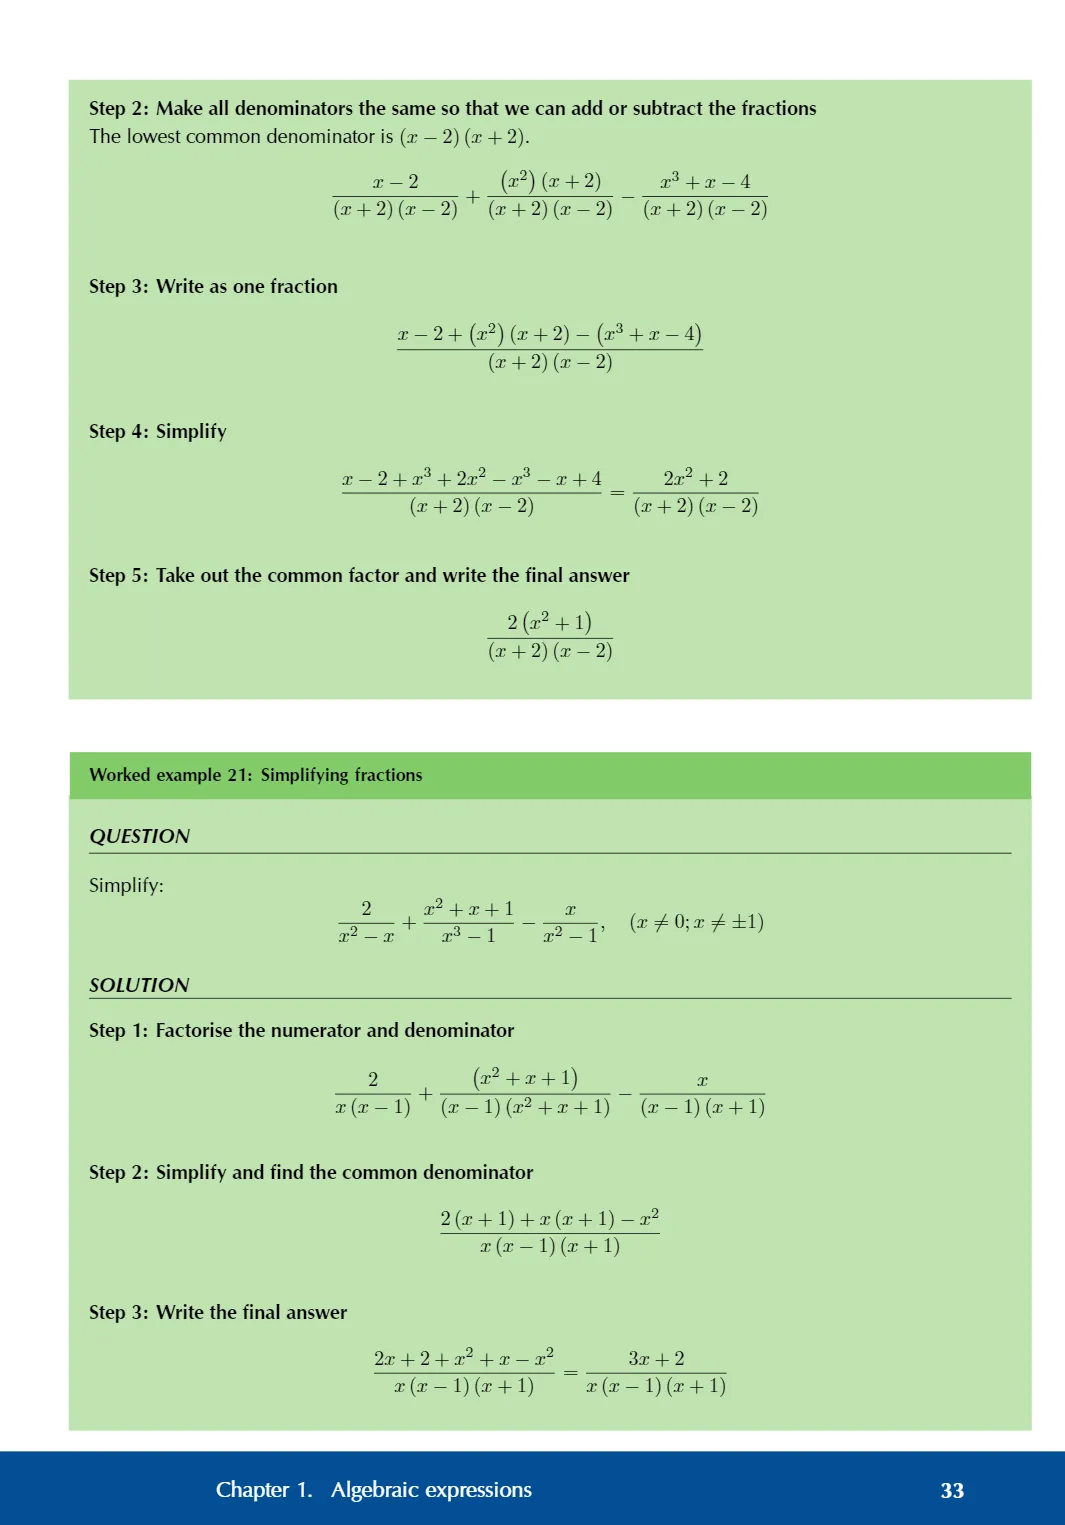 Step 2: Make all denominators the same so that we can add or subtract the fractions
The lowest common denominator is (x − 2) (x + 2).
\frac{x − 2}{(x + 2) (x − 2)} + \frac{(x^2) (x + 2)}{(x + 2) (x − 2)} − \frac{x^3 + x − 4}{(x + 2) (x − 2)}
Step 3: Write as one fraction
\frac{x − 2 + (x^2) (x + 2) − (x^3 + x − 4)}{(x + 2) (x − 2)}
Step 4: Simplify
\frac{x − 2 + x^3 + 2x^2 − x^3 − x + 4}{(x + 2) (x − 2)} = \frac{2x^2 + 2}{(x + 2) (x − 2)}
Step 5: Take out the common factor and write the final answer
\frac{2 (x^2 + 1)}{(x + 2) (x − 2)}
Worked example 21: Simplifying fractions
QUESTION
Simplify:
\frac{2}{x^2 − x} + \frac{x^2 + x + 1}{x^3 − 1} − \frac{x}{x^2 − 1}, (x ≠ 0; x ≠ ±1)
SOLUTION
Step 1: Factorise the numerator and denominator
\frac{2}{x (x − 1)} + \frac{(x^2 + x + 1)}{(x − 1) (x^2 + x + 1)} − \frac{x}{(x − 1) (x + 1)}
Step 2: Simplify and find the common denominator
\frac{2 (x + 1) + x (x + 1) − x^2}{x (x − 1) (x + 1)}
Step 3: Write the final answer
\frac{2x + 2 + x^2 + x − x^2}{x (x − 1) (x + 1)} = \frac{3x + 2}{x (x − 1) (x + 1)}
Chapter 1. Algebraic expressions 33